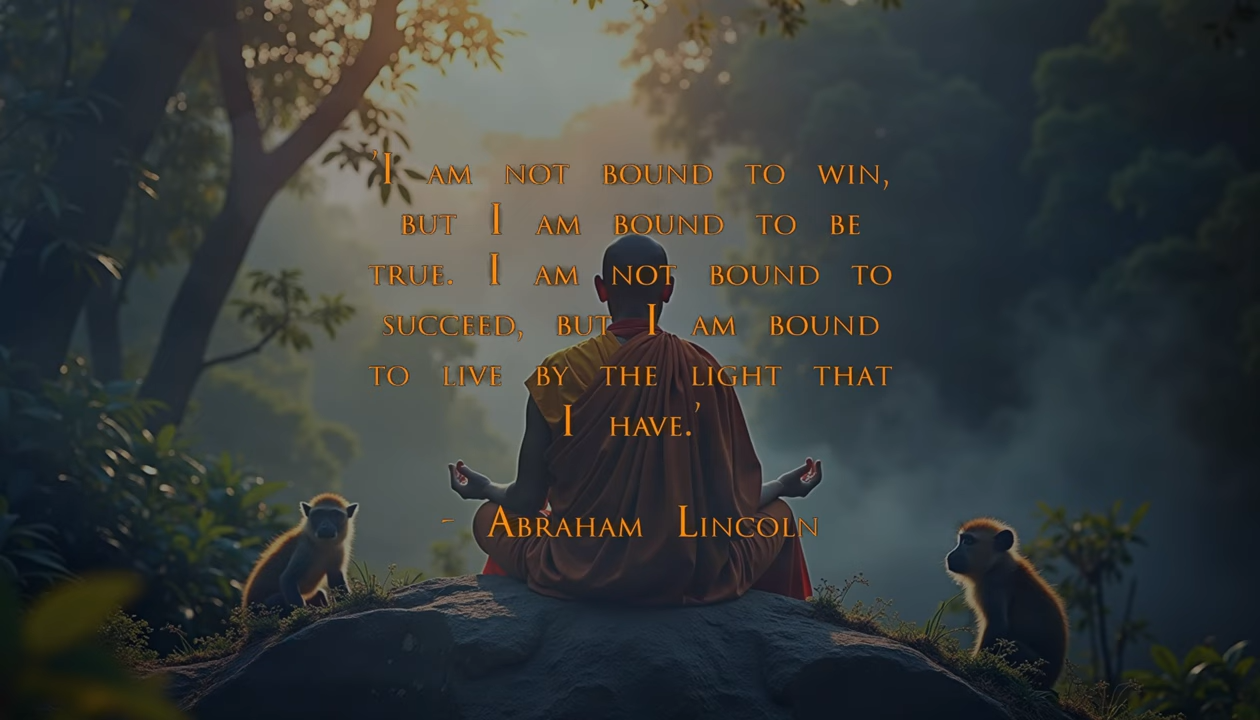 'I am not bound to win,
but I am bound to be
true. I am not bound to
succeed, but I am bound
to live by the light that
I have.'
- Abraham Lincoln